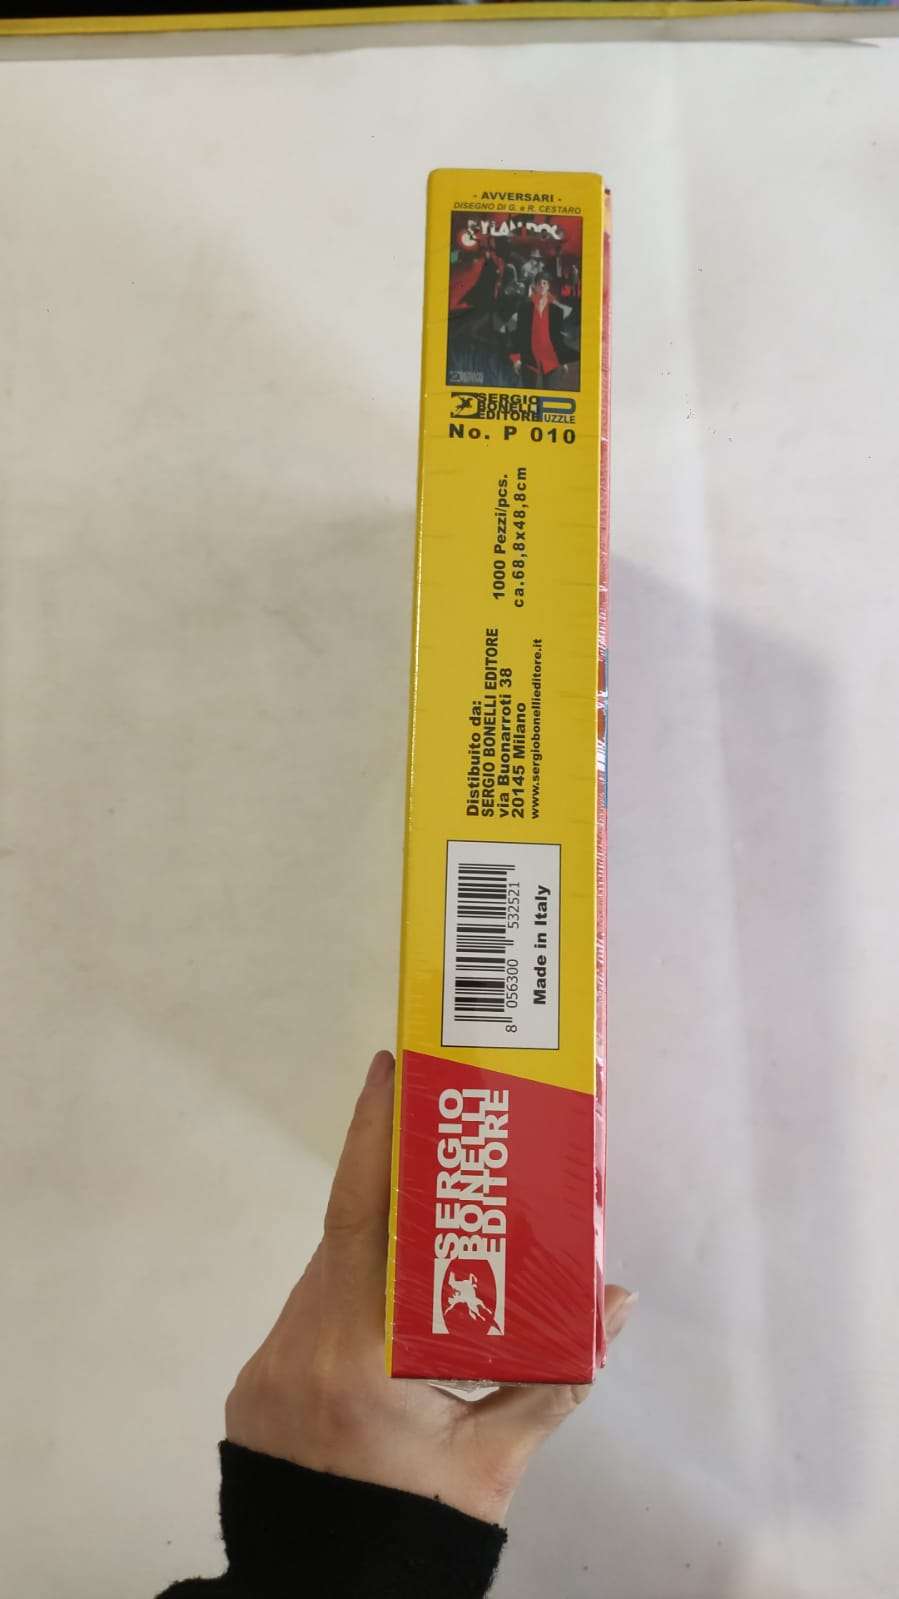 - AVVERSARI -
DISEGNO DI G. e R. CESTARO
DYLAN DOG
SERGIO
BONELLI
EDITORE
PUZZLE
No. P 010
1000 Pezzi/pcs.
ca.68,8x48,8cm
Distibuito da:
SERGIO BONELLI EDITORE
via Buonarroti 38
20145 Milano
www.sergiobonellieditore.it
8 056300 532521
Made in Italy
SERGIO
BONELLI
EDITORE